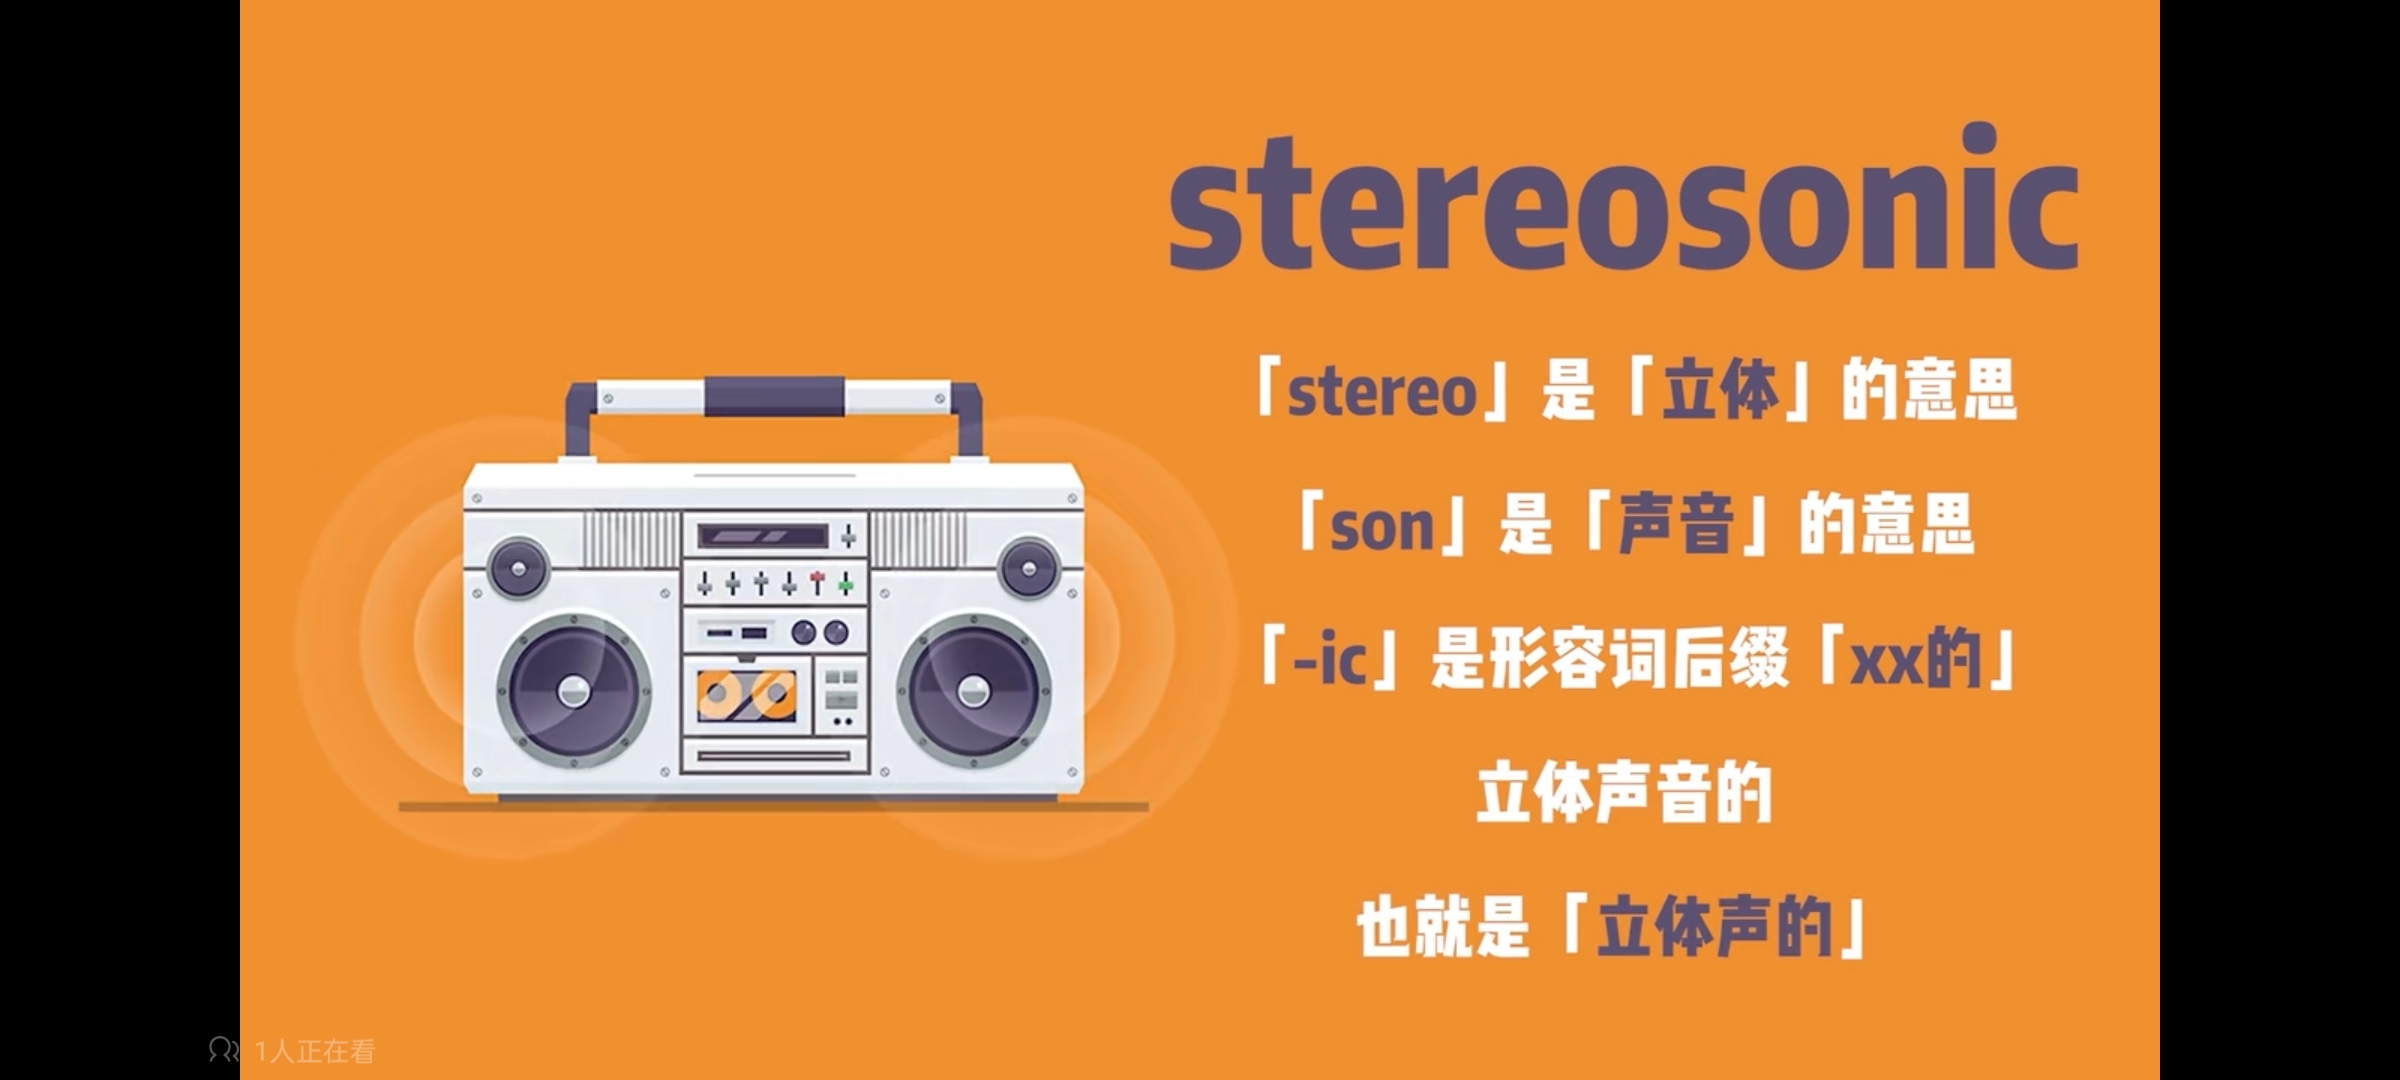 stereosonic
「stereo」是「立体」的意思
「son」是「声音」的意思
「-ic」是形容词后缀「xx的」
立体声音的
也就是「立体声的」
1人正在看